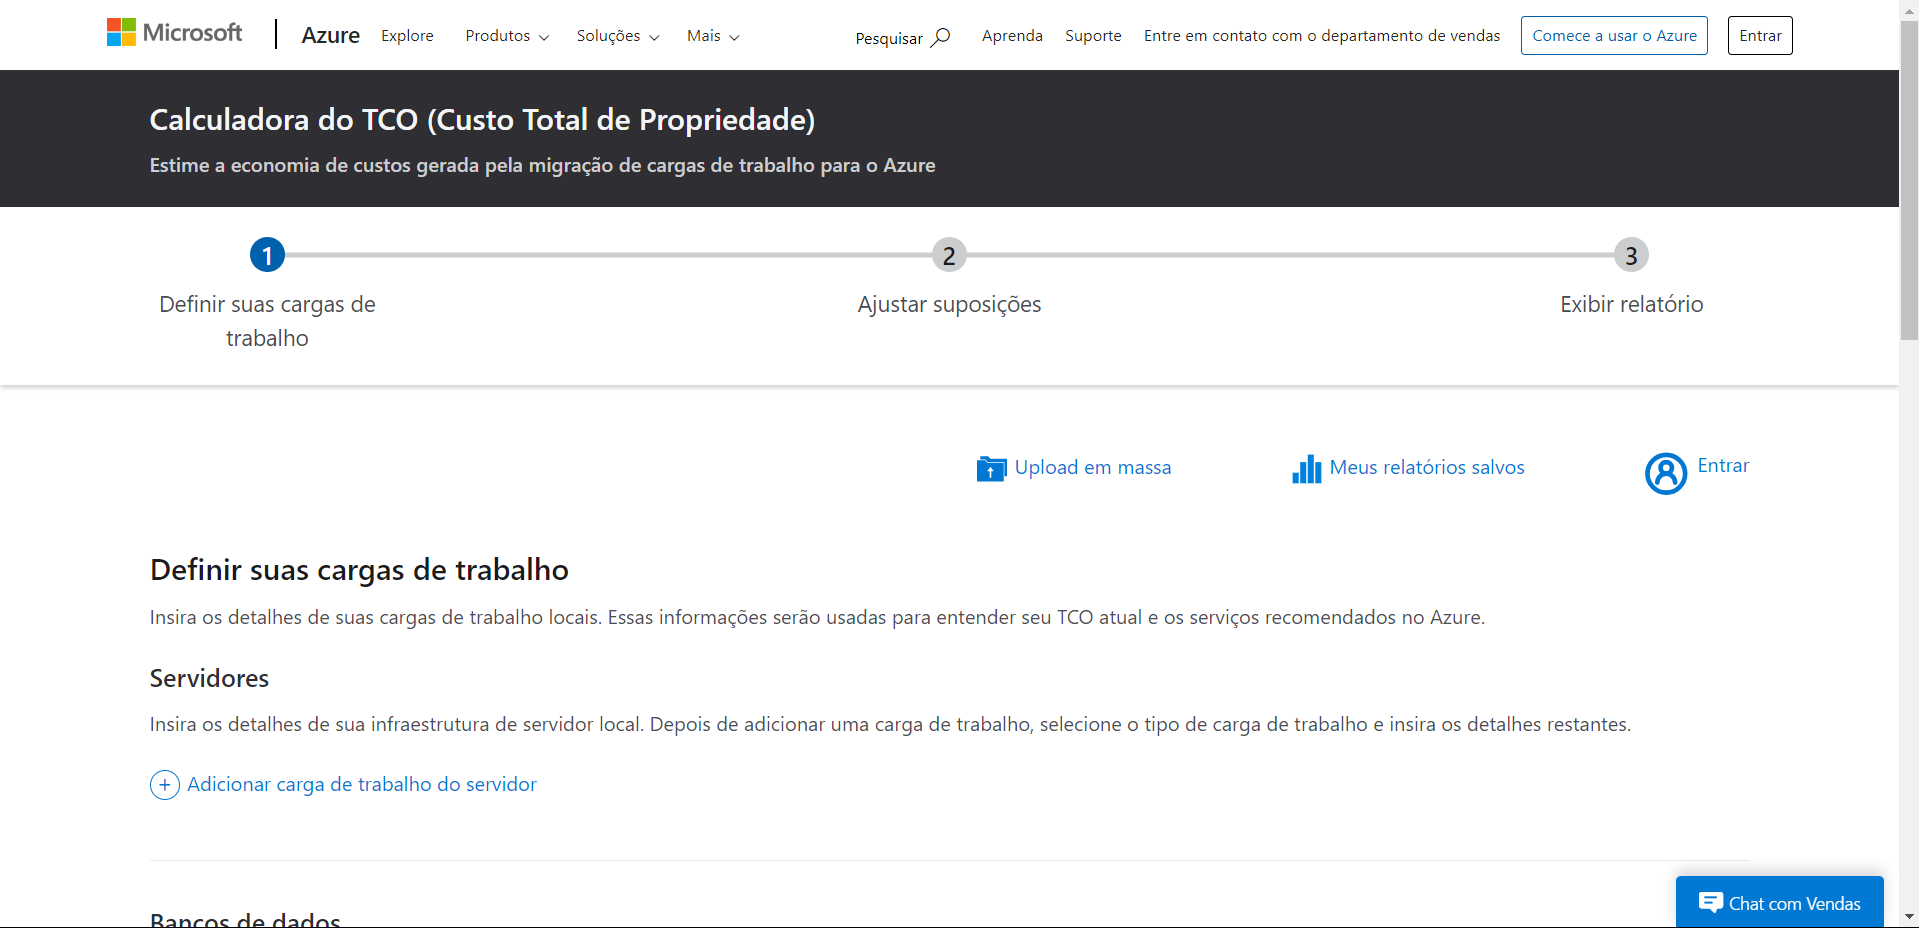 Microsoft Azure Explore Produtos Soluções Mais Pesquisar Aprenda Suporte Entre em contato com o departamento de vendas Comece a usar o Azure Entrar
Calculadora do TCO (Custo Total de Propriedade)
Estime a economia de custos gerada pela migração de cargas de trabalho para o Azure
1 2 3
Definir suas cargas de trabalho
Ajustar suposições
Exibir relatório
Upload em massa Meus relatórios salvos Entrar
Definir suas cargas de trabalho
Insira os detalhes de suas cargas de trabalho locais. Essas informações serão usadas para entender seu TCO atual e os serviços recomendados no Azure.
Servidores
Insira os detalhes de sua infraestrutura de servidor local. Depois de adicionar uma carga de trabalho, selecione o tipo de carga de trabalho e insira os detalhes restantes.
Adicionar carga de trabalho do servidor
Bancos de dados
Chat com Vendas